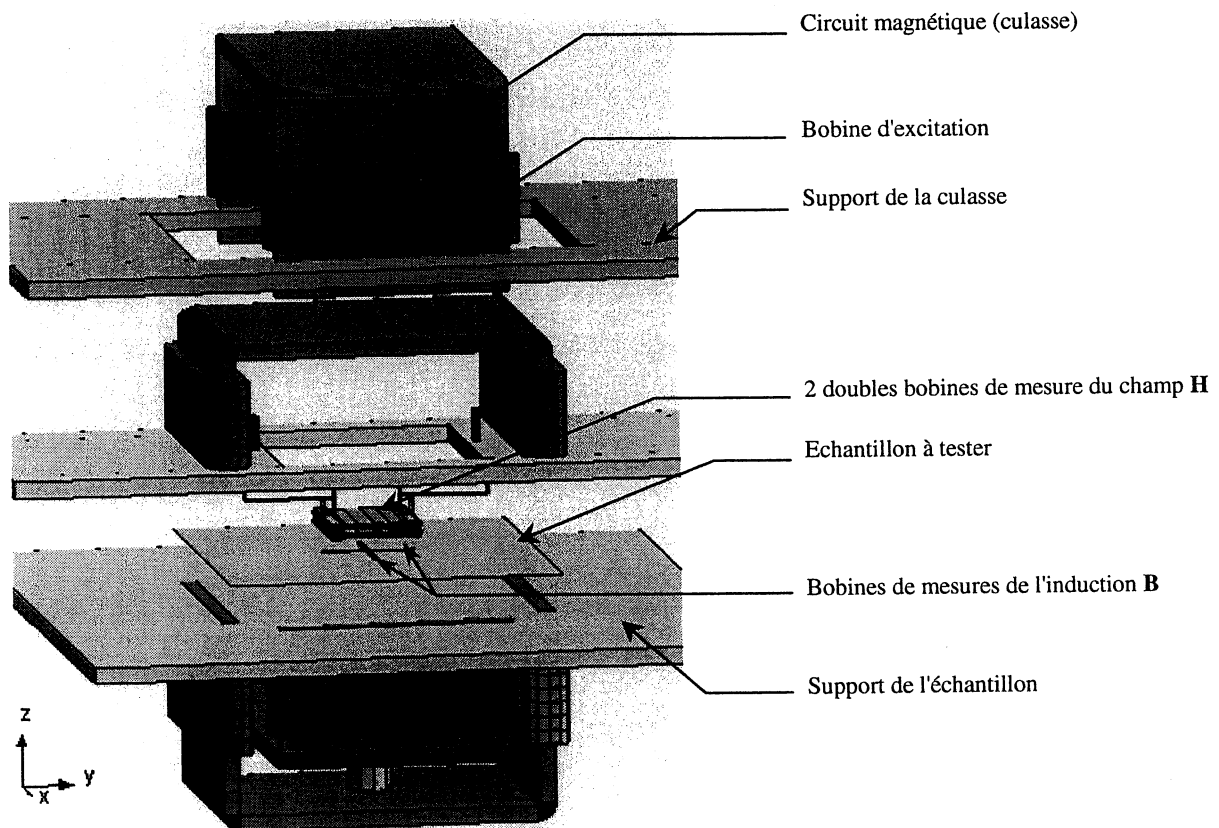 Circuit magnétique (culasse)
Bobine d'excitation
Support de la culasse
2 doubles bobines de mesure du champ H
Echantillon à tester
Bobines de mesures de l'induction B
Support de l'échantillon
z
y
x